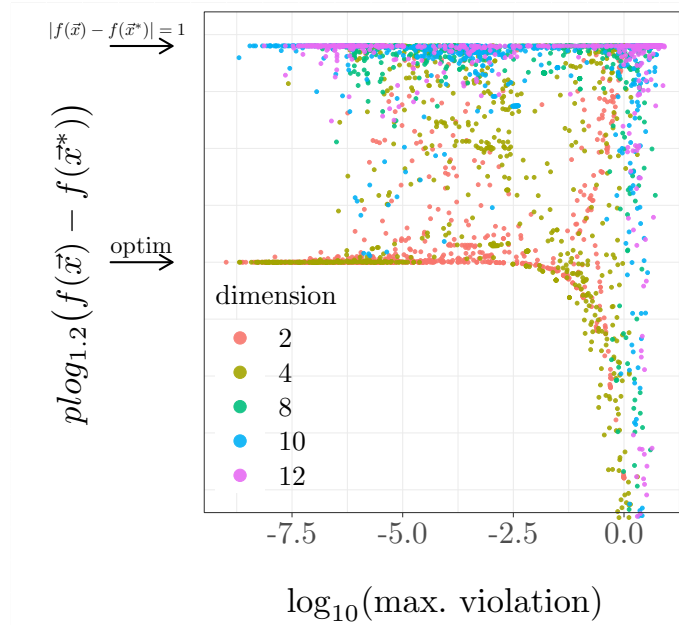 |f(x⃗) − f(x⃗*)| = 1
plog₁.₂(f(x⃗) − f(x⃗*))
optim
dimension
2
4
8
10
12
-7.5 -5.0 -2.5 0.0
log₁₀(max. violation)